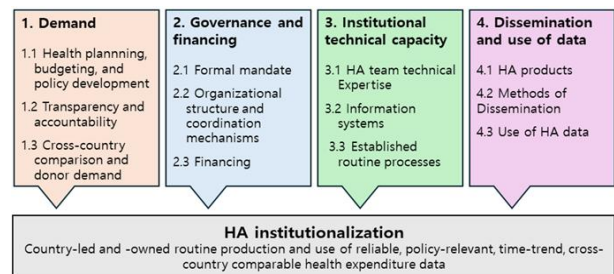 1. Demand
1.1 Health plannning,
budgeting, and
policy development
1.2 Transparency and
accountability
1.3 Cross-country
comparison and
donor demand
2. Governance and
financing
2.1 Formal mandate
2.2 Organizational
structure and
coordination
mechanisms
2.3 Financing
3. Institutional
technical capacity
3.1 HA team technical
Expertise
3.2 Information
systems
3.3 Established
routine processes
4. Dissemination
and use of data
4.1 HA products
4.2 Methods of
Dissemination
4.3 Use of HA data
HA institutionalization
Country-led and -owned routine production and use of reliable, policy-relevant, time-trend, cross-
country comparable health expenditure data